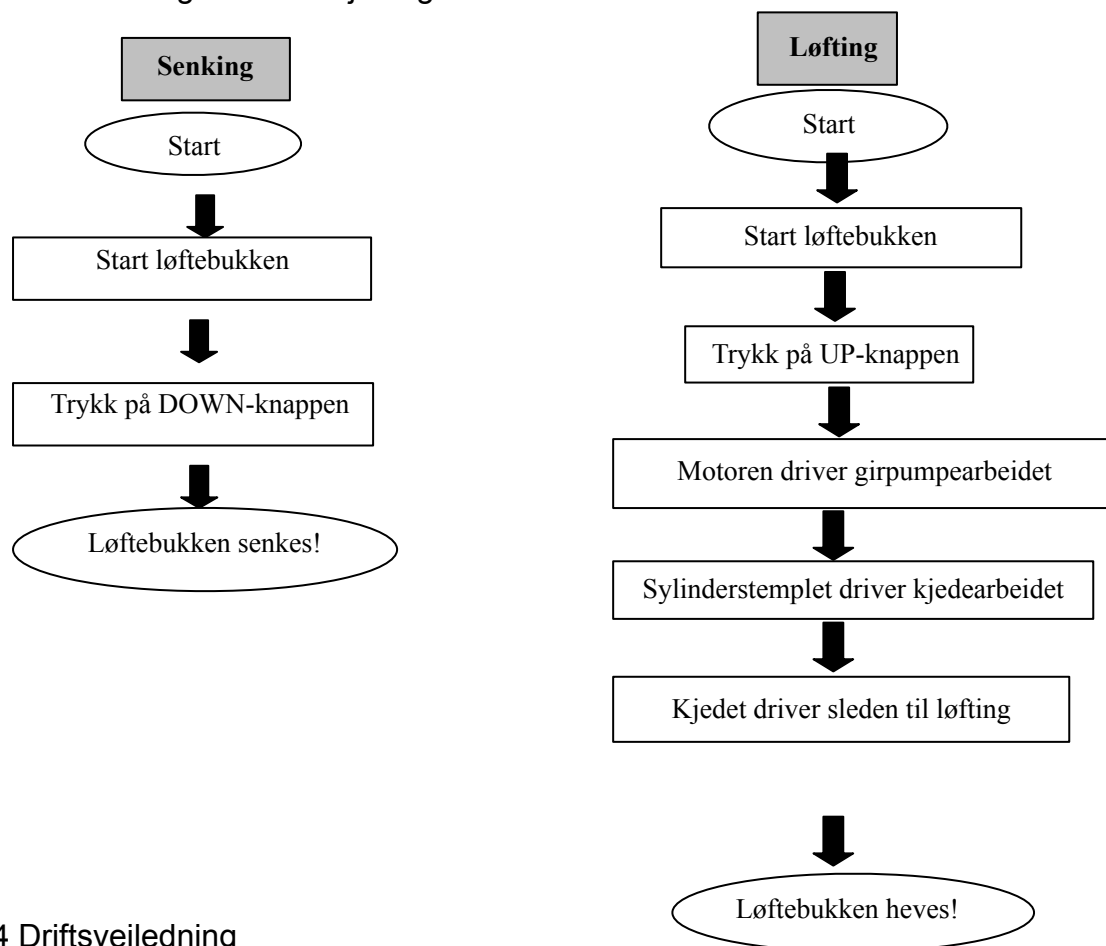 Senking
Start
Start løftebukken
Trykk på DOWN-knappen
Løftebukken senkes!
Løfting
Start
Start løftebukken
Trykk på UP-knappen
Motoren driver girpumpearbeidet
Sylinderstemplet driver kjedearbeidet
Kjedet driver sleden til løfting
Løftebukken heves!
4 Driftsveiledning